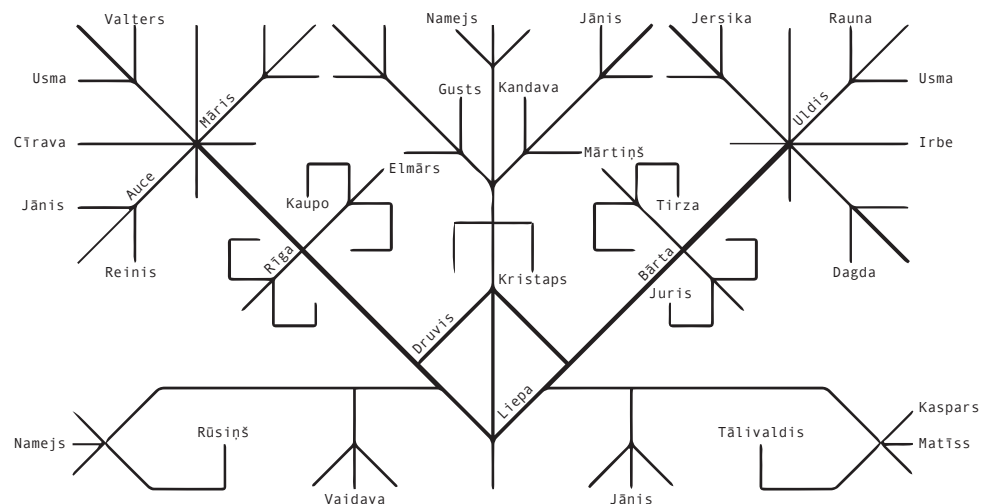 Valters
Namejs
Jānis
Jersika
Rauna
Usma
Gusts
Kandava
Usma
Māris
Uldis
Cīrava
Irbe
Mārtiņš
Elmārs
Auce
Jānis
Kaupo
Tirza
Reinis
Rīga
Bārta
Dagda
Kristaps
Juris
Druvis
Liepa
Kaspars
Rūsiņš
Tālivaldis
Namejs
Matīss
Vaidava
Jānis